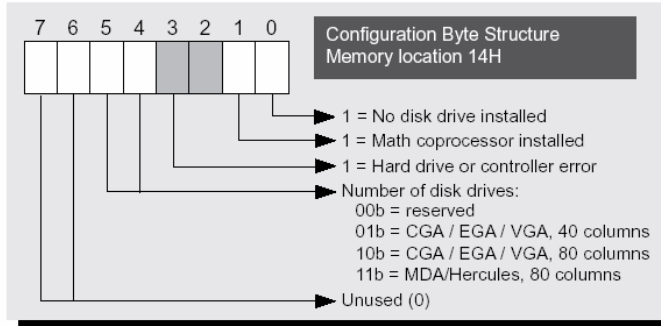 7 6 5 4 3 2 1 0
Configuration Byte Structure
Memory location 14H
1 = No disk drive installed
1 = Math coprocessor installed
1 = Hard drive or controller error
Number of disk drives:
00b = reserved
01b = CGA / EGA / VGA, 40 columns
10b = CGA / EGA / VGA, 80 columns
11b = MDA/Hercules, 80 columns
Unused (0)